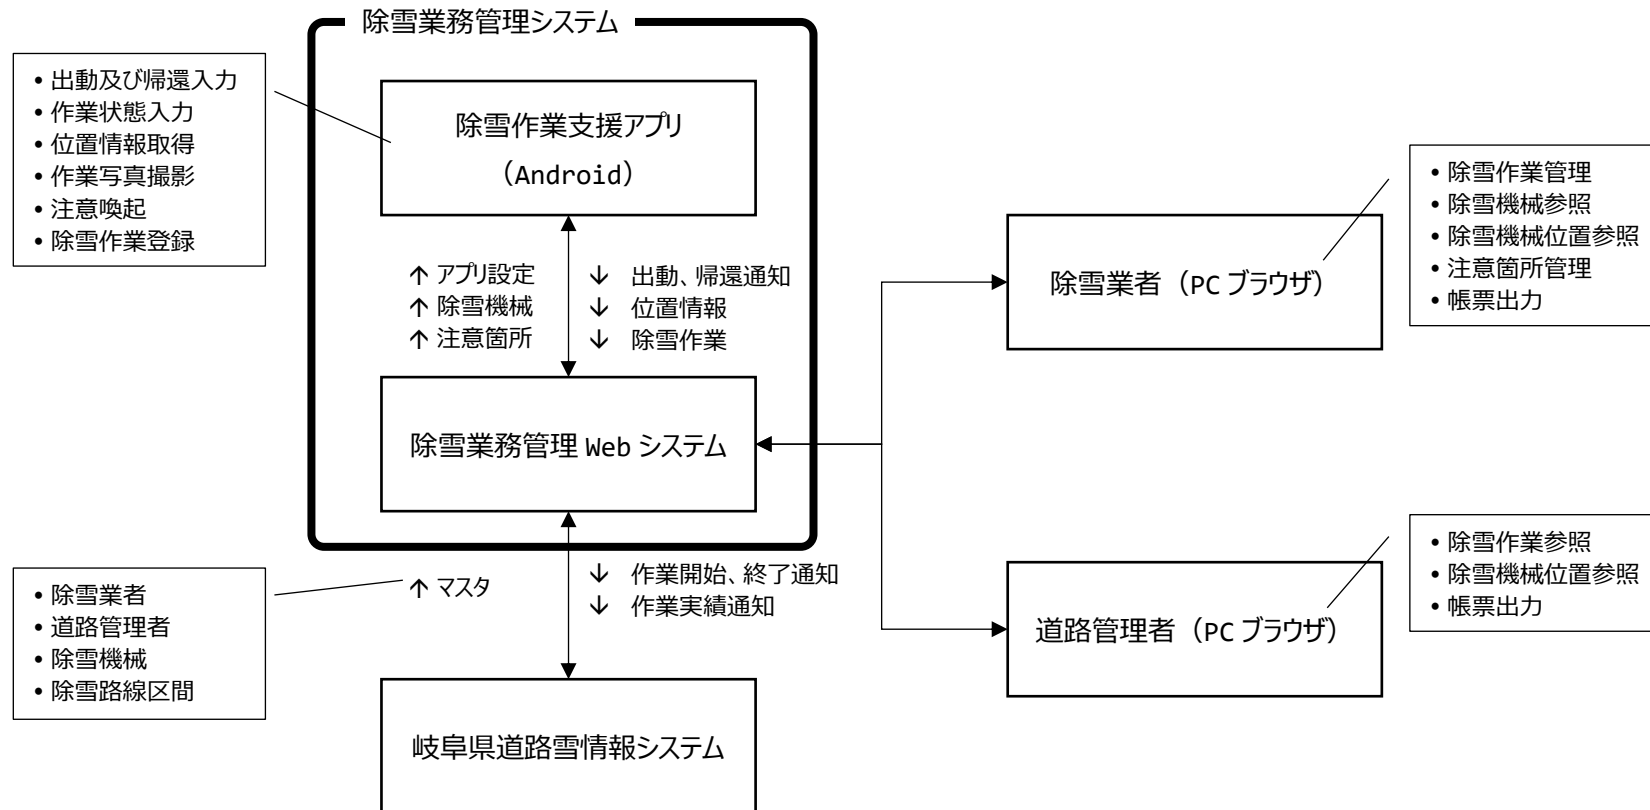 除雪業務管理システム
• 出動及び帰還入力
• 作業状態入力
• 位置情報取得
• 作業写真撮影
• 注意喚起
• 除雪作業登録
除雪作業支援アプリ
（Android）
↑ アプリ設定
↑ 除雪機械
↑ 注意箇所
↓ 出動、帰還通知
↓ 位置情報
↓ 除雪作業
除雪業務管理 Web システム
除雪業者（PC ブラウザ）
• 除雪作業管理
• 除雪機械参照
• 除雪機械位置参照
• 注意箇所管理
• 帳票出力
道路管理者（PC ブラウザ）
• 除雪作業参照
• 除雪機械位置参照
• 帳票出力
• 除雪業者
• 道路管理者
• 除雪機械
• 除雪路線区間
↑ マスタ
↓ 作業開始、終了通知
↓ 作業実績通知
岐阜県道路雪情報システム